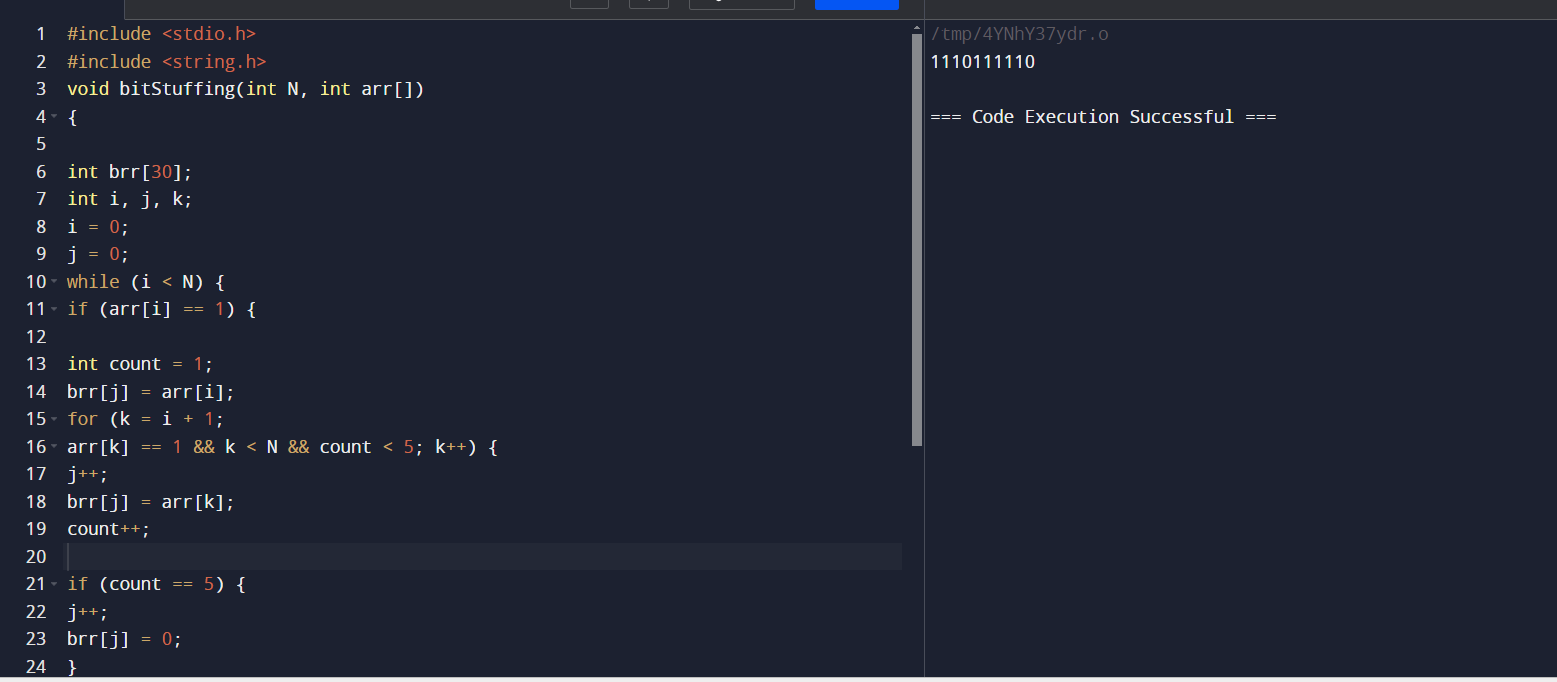 1 #include <stdio.h>
2 #include <string.h>
3 void bitStuffing(int N, int arr[])
4 {
5
6 int brr[30];
7 int i, j, k;
8 i = 0;
9 j = 0;
10 while (i < N) {
11 if (arr[i] == 1) {
12
13 int count = 1;
14 brr[j] = arr[i];
15 for (k = i + 1;
16 arr[k] == 1 && k < N && count < 5; k++) {
17 j++;
18 brr[j] = arr[k];
19 count++;
20
21 if (count == 5) {
22 j++;
23 brr[j] = 0;
24 }
/tmp/4YNhY37ydr.o
1110111110
=== Code Execution Successful ===